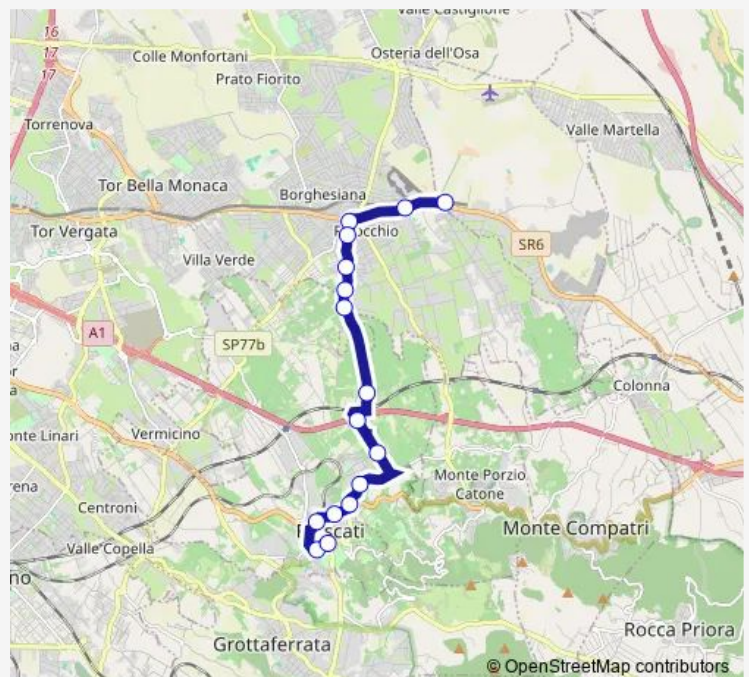 Valle Castiglione
16
17
17
Colle Monfortani
Osteria dell'Osa
Prato Fiorito
Torrenova
Valle Martella
Tor Bella Monaca
Borghesiana
Tor Vergata
SR6
Villa Verde
A1
SP77b
Colonna
Vermicino
Monte Porzio
Catone
Centroni
Monte Compatri
Valle Copella
Grottaferrata
Rocca Priora
© OpenStreetMap contributors